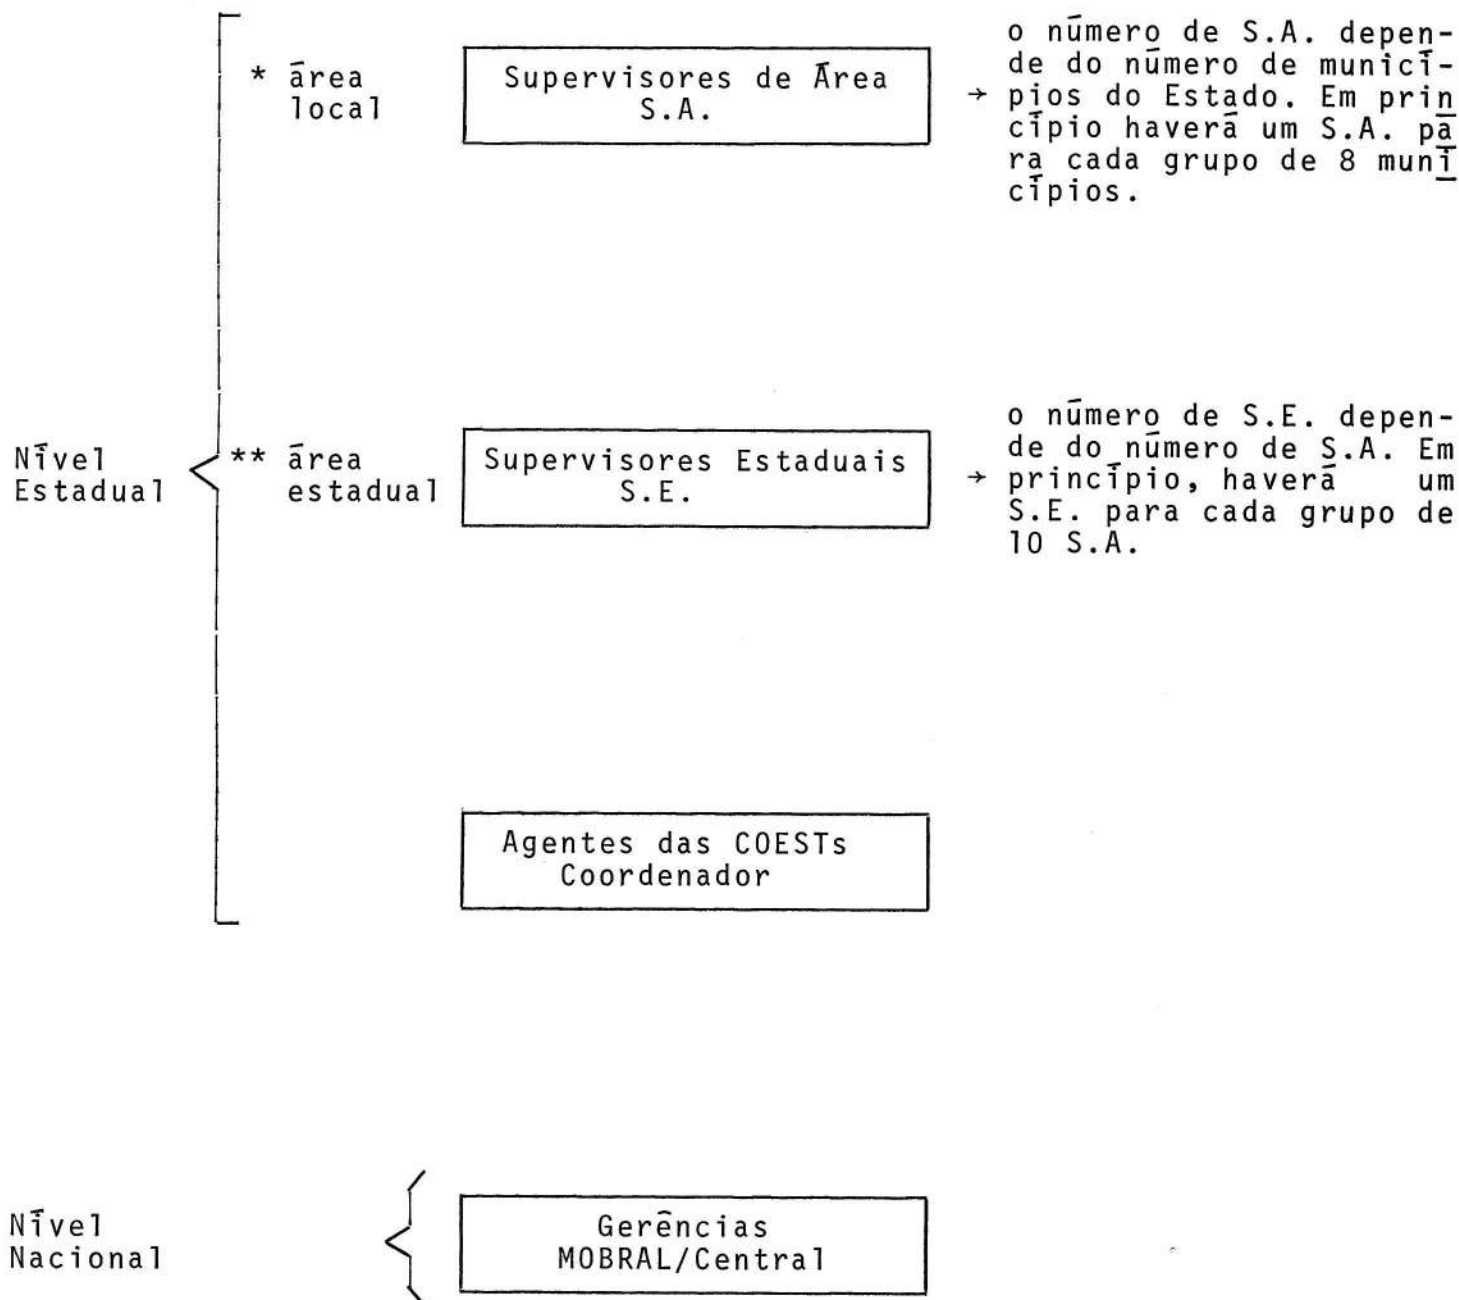 * área
local
Supervisores de Área
S.A.
→ o número de S.A. depen-
de do número de municí-
pios do Estado. Em prin
cípio haverá um S.A. pa
ra cada grupo de 8 muni
cípios.
Nível
Estadual
** área
estadual
Supervisores Estaduais
S.E.
→ o número de S.E. depen-
de do número de S.A. Em
princípio, haverá um
S.E. para cada grupo de
10 S.A.
Agentes das COESTs
Coordenador
Nível
Nacional
Gerências
MOBRAL/Central